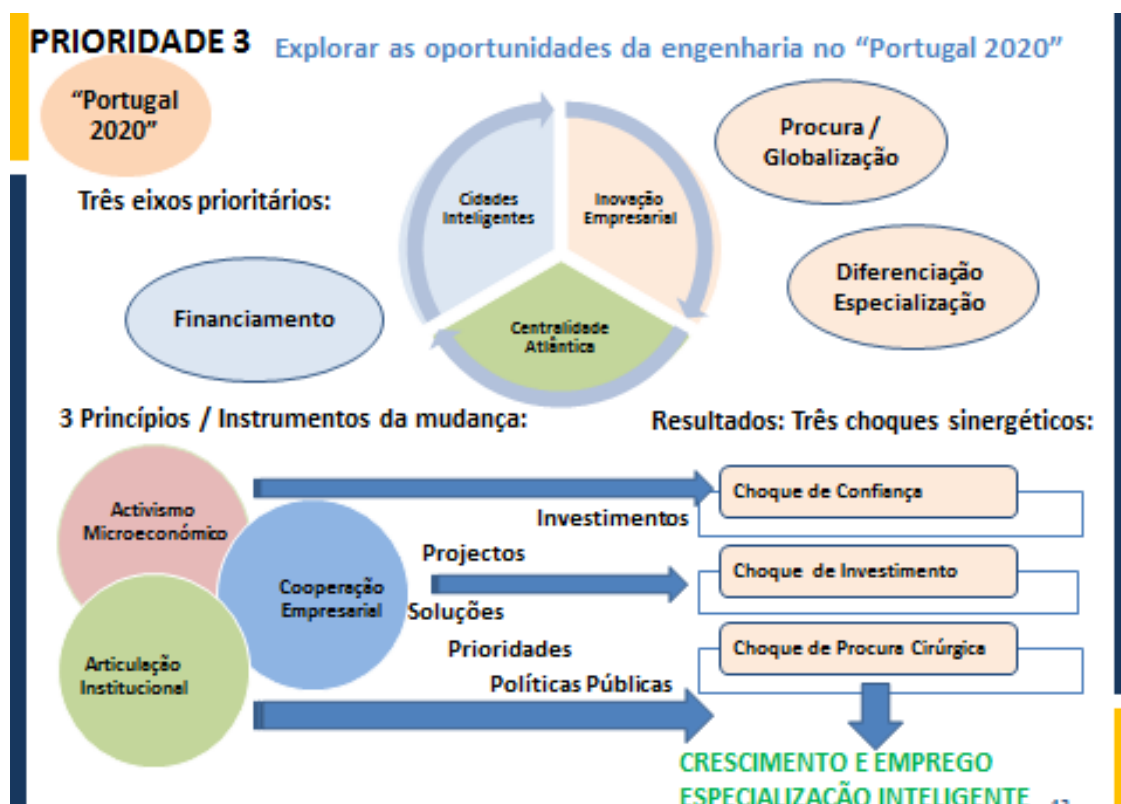 PRIORIDADE 3
Explorar as oportunidades da engenharia no “Portugal 2020”
“Portugal
2020”
Três eixos prioritários:
Cidades
Inteligentes
Inovação
Empresarial
Centralidade
Atlântica
Procura /
Globalização
Diferenciação
Especialização
Financiamento
3 Princípios / Instrumentos da mudança:
Resultados: Três choques sinergéticos:
Activismo
Microeconómico
Cooperação
Empresarial
Articulação
Institucional
Investimentos
Projectos
Soluções
Prioridades
Políticas Públicas
Choque de Confiança
Choque de Investimento
Choque de Procura Cirúrgica
CRESCIMENTO E EMPREGO
ESPECIALIZAÇÃO INTELIGENTE